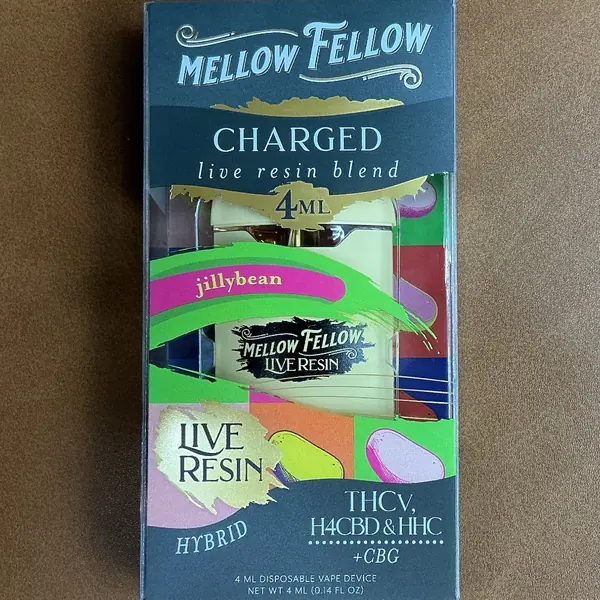 MELLOW FELLOW
CHARGED
live resin blend
4ML
jillybean
MELLOW FELLOW
LIVE RESIN
LIVE
RESIN
HYBRID
THCV,
H4CBD & HHC
+CBG
4 ML DISPOSABLE VAPE DEVICE
NET WT 4 ML (0.14 FL OZ)